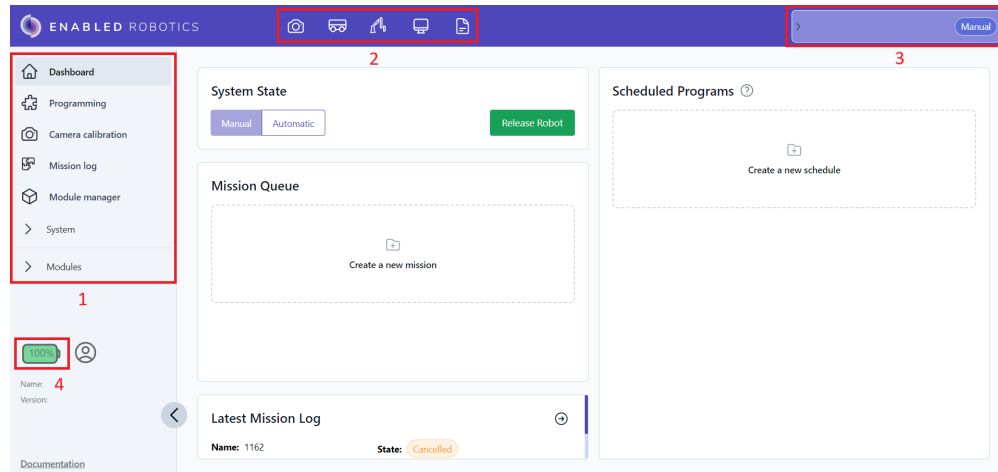 ENABLED ROBOTICS
2
>
Manual
3
Dashboard
Programming
Camera calibration
Mission log
Module manager
System
Modules
1
100%
4
Name:
Version:
Documentation
System State
Manual
Automatic
Release Robot
Mission Queue
Create a new mission
Latest Mission Log
Name: 1162
State: Cancelled
Scheduled Programs ?
Create a new schedule